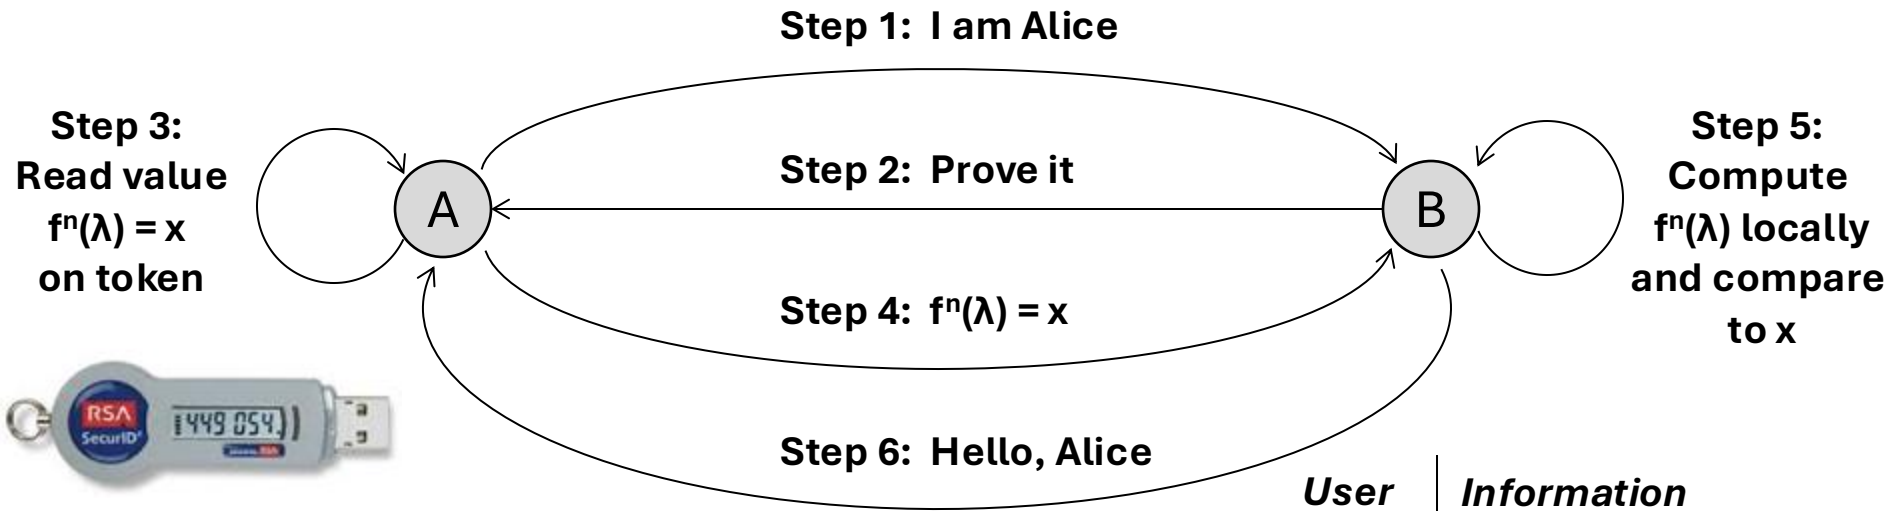 Step 1: I am Alice
Step 3:
Read value
fⁿ(λ) = x
on token
A
Step 2: Prove it
B
Step 5:
Compute
fⁿ(λ) locally
and compare
to x
Step 4: fⁿ(λ) = x
RSA
SecurID
449 054
Step 6: Hello, Alice
User
Information